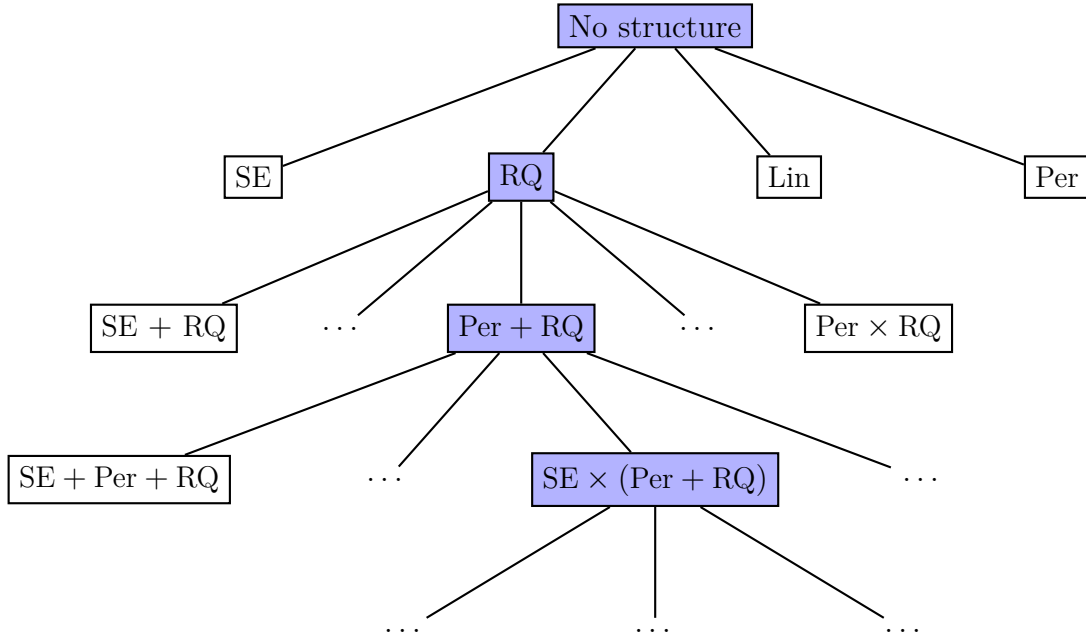 No structure
SE
RQ
Lin
Per
SE + RQ
...
Per + RQ
...
Per × RQ
SE + Per + RQ
...
SE × (Per + RQ)
...
...
...
...